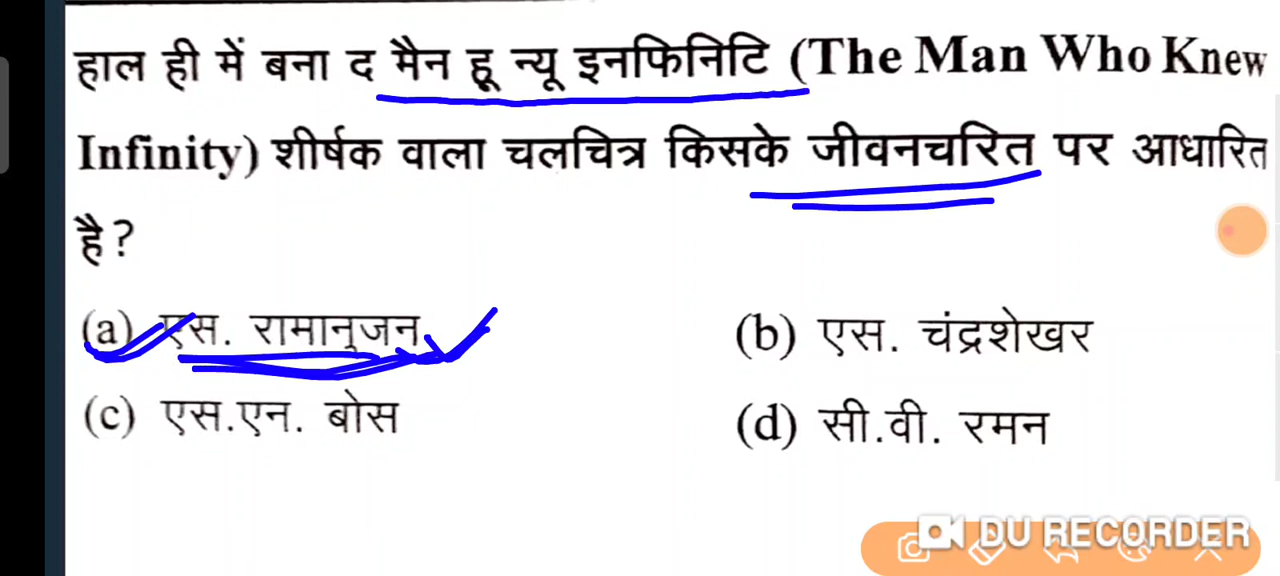 हाल ही में बना द मैन हू न्यू इनफिनिटि (The Man Who Knew
Infinity) शीर्षक वाला चलचित्र किसके जीवनचरित पर आधारित
है?
(a) एस. रामानुजन (b) एस. चंद्रशेखर
(c) एस.एन. बोस (d) सी.वी. रमन
DU RECORDER